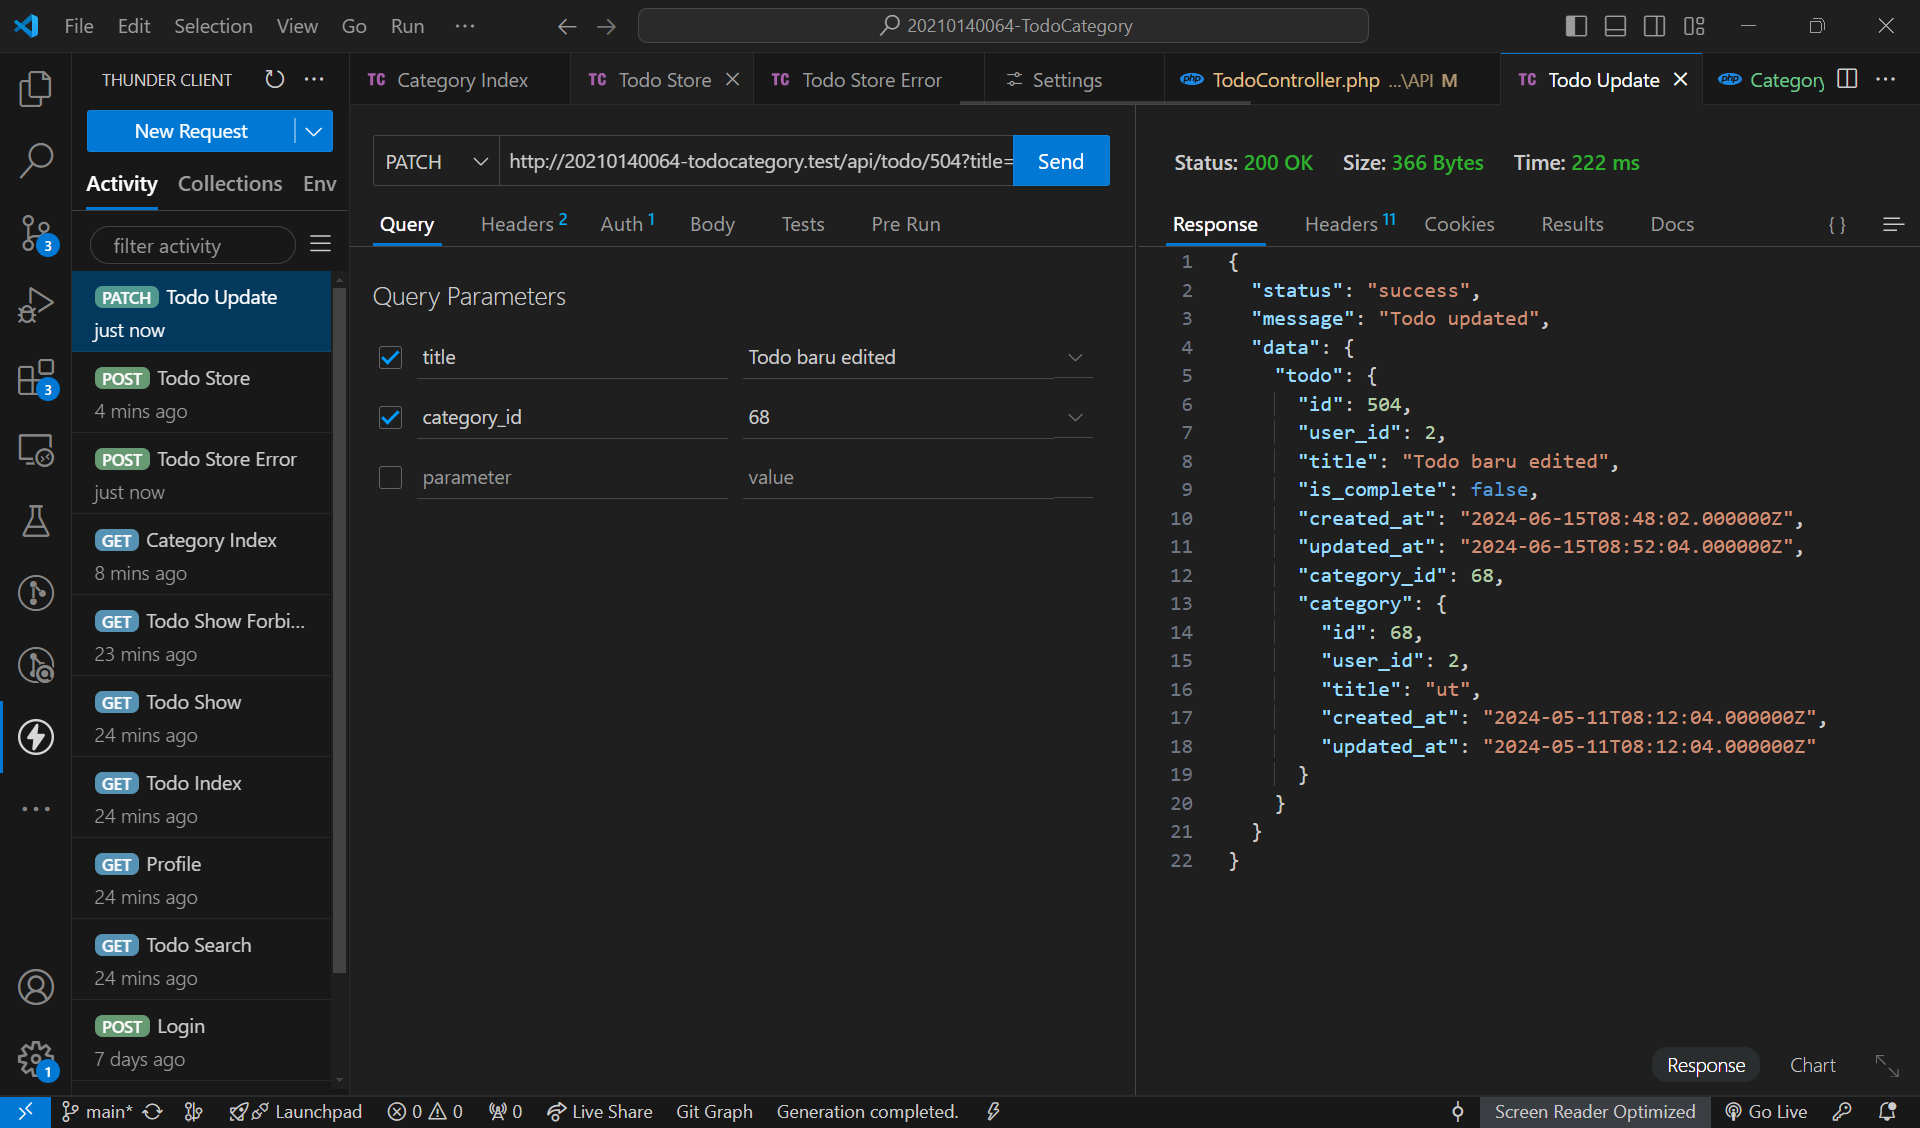 File Edit Selection View Go Run ··· 20210140064-TodoCategory
THUNDER CLIENT ···
TC Category Index TC Todo Store TC Todo Store Error Settings php TodoController.php ...\API M TC Todo Update php Category ···
New Request
Activity Collections Env
filter activity
PATCH Todo Update
just now
POST Todo Store
4 mins ago
POST Todo Store Error
just now
GET Category Index
8 mins ago
GET Todo Show Forbi...
23 mins ago
GET Todo Show
24 mins ago
GET Todo Index
24 mins ago
GET Profile
24 mins ago
GET Todo Search
24 mins ago
POST Login
7 days ago
3
3
1
PATCH http://20210140064-todocategory.test/api/todo/504?title= Send
Query Headers 2 Auth 1 Body Tests Pre Run
Query Parameters
title Todo baru edited
category_id 68
parameter value
Status: 200 OK Size: 366 Bytes Time: 222 ms
Response Headers 11 Cookies Results Docs { }
1 {
2 "status": "success",
3 "message": "Todo updated",
4 "data": {
5 "todo": {
6 "id": 504,
7 "user_id": 2,
8 "title": "Todo baru edited",
9 "is_complete": false,
10 "created_at": "2024-06-15T08:48:02.000000Z",
11 "updated_at": "2024-06-15T08:52:04.000000Z",
12 "category_id": 68,
13 "category": {
14 "id": 68,
15 "user_id": 2,
16 "title": "ut",
17 "created_at": "2024-05-11T08:12:04.000000Z",
18 "updated_at": "2024-05-11T08:12:04.000000Z"
19 }
20 }
21 }
22 }
Response Chart
main* Launchpad 0 0 0 Live Share Git Graph Generation completed. Screen Reader Optimized Go Live